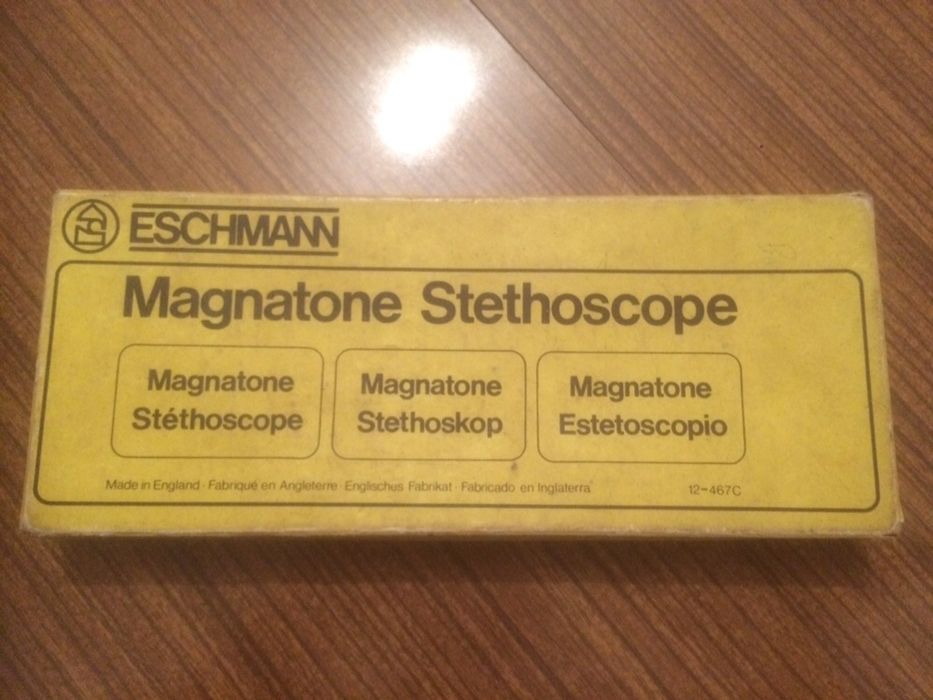 ESCHMANN
Magnatone Stethoscope
Magnatone
Stéthoscope
Magnatone
Stethoskop
Magnatone
Estetoscopio
Made in England · Fabriqué en Angleterre · Englisches Fabrikat · Fabricado en Inglaterra
12-467C